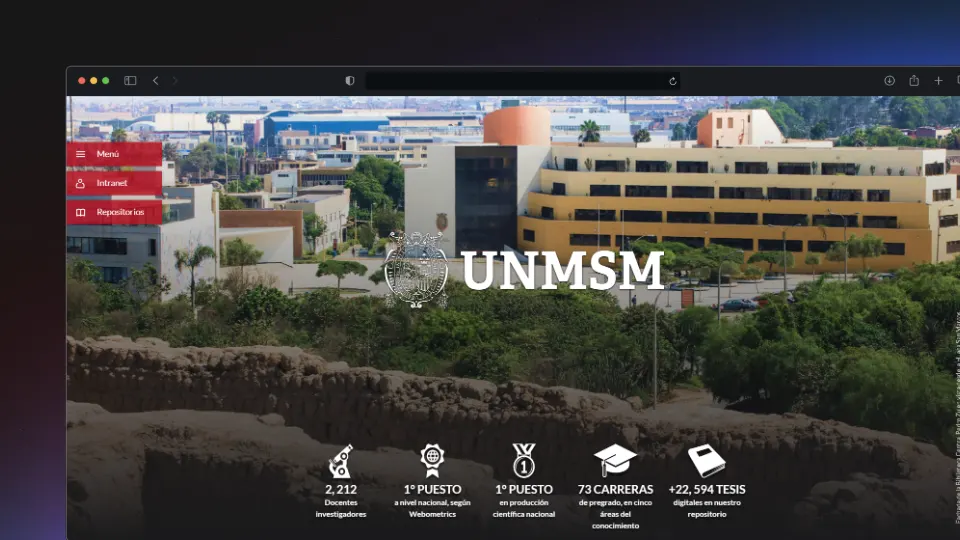 Menú
Intranet
Repositorios
UNMSM
2, 212
Docentes
investigadores
1° PUESTO
a nivel nacional, según
Webometrics
1° PUESTO
en producción
científica nacional
1
73 CARRERAS
de pregrado, en cinco
áreas del
conocimiento
+22, 594 TESIS
digitales en nuestro
repositorio